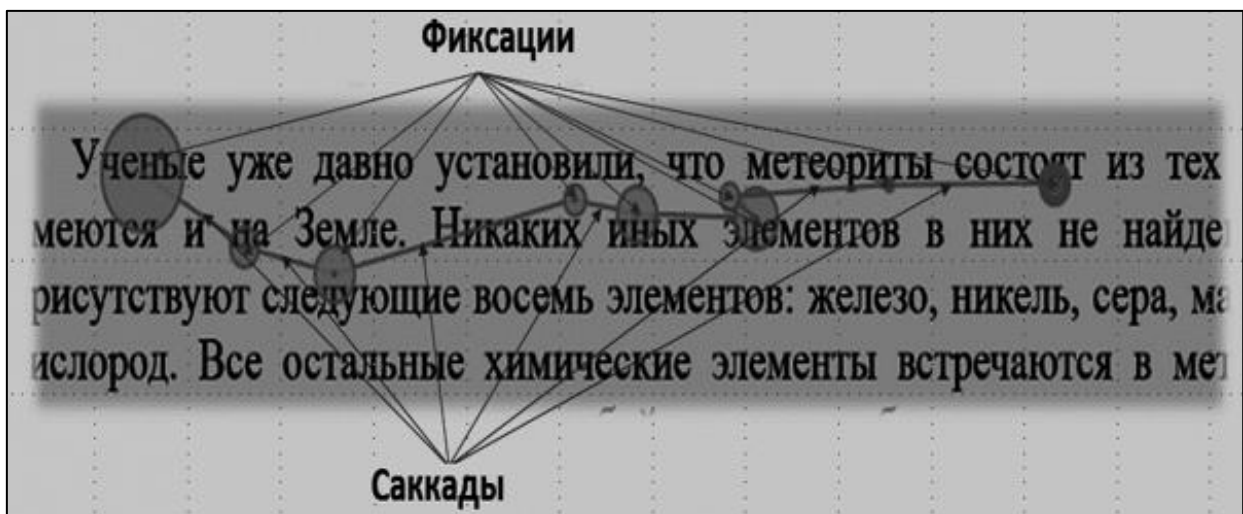 Фиксации
Ученые уже давно установили, что метеориты состоят из тех
меются и на Земле. Никаких иных элементов в них не найде
рисутствуют следующие восемь элементов: железо, никель, сера, ма
ислород. Все остальные химические элементы встречаются в мет
Саккады